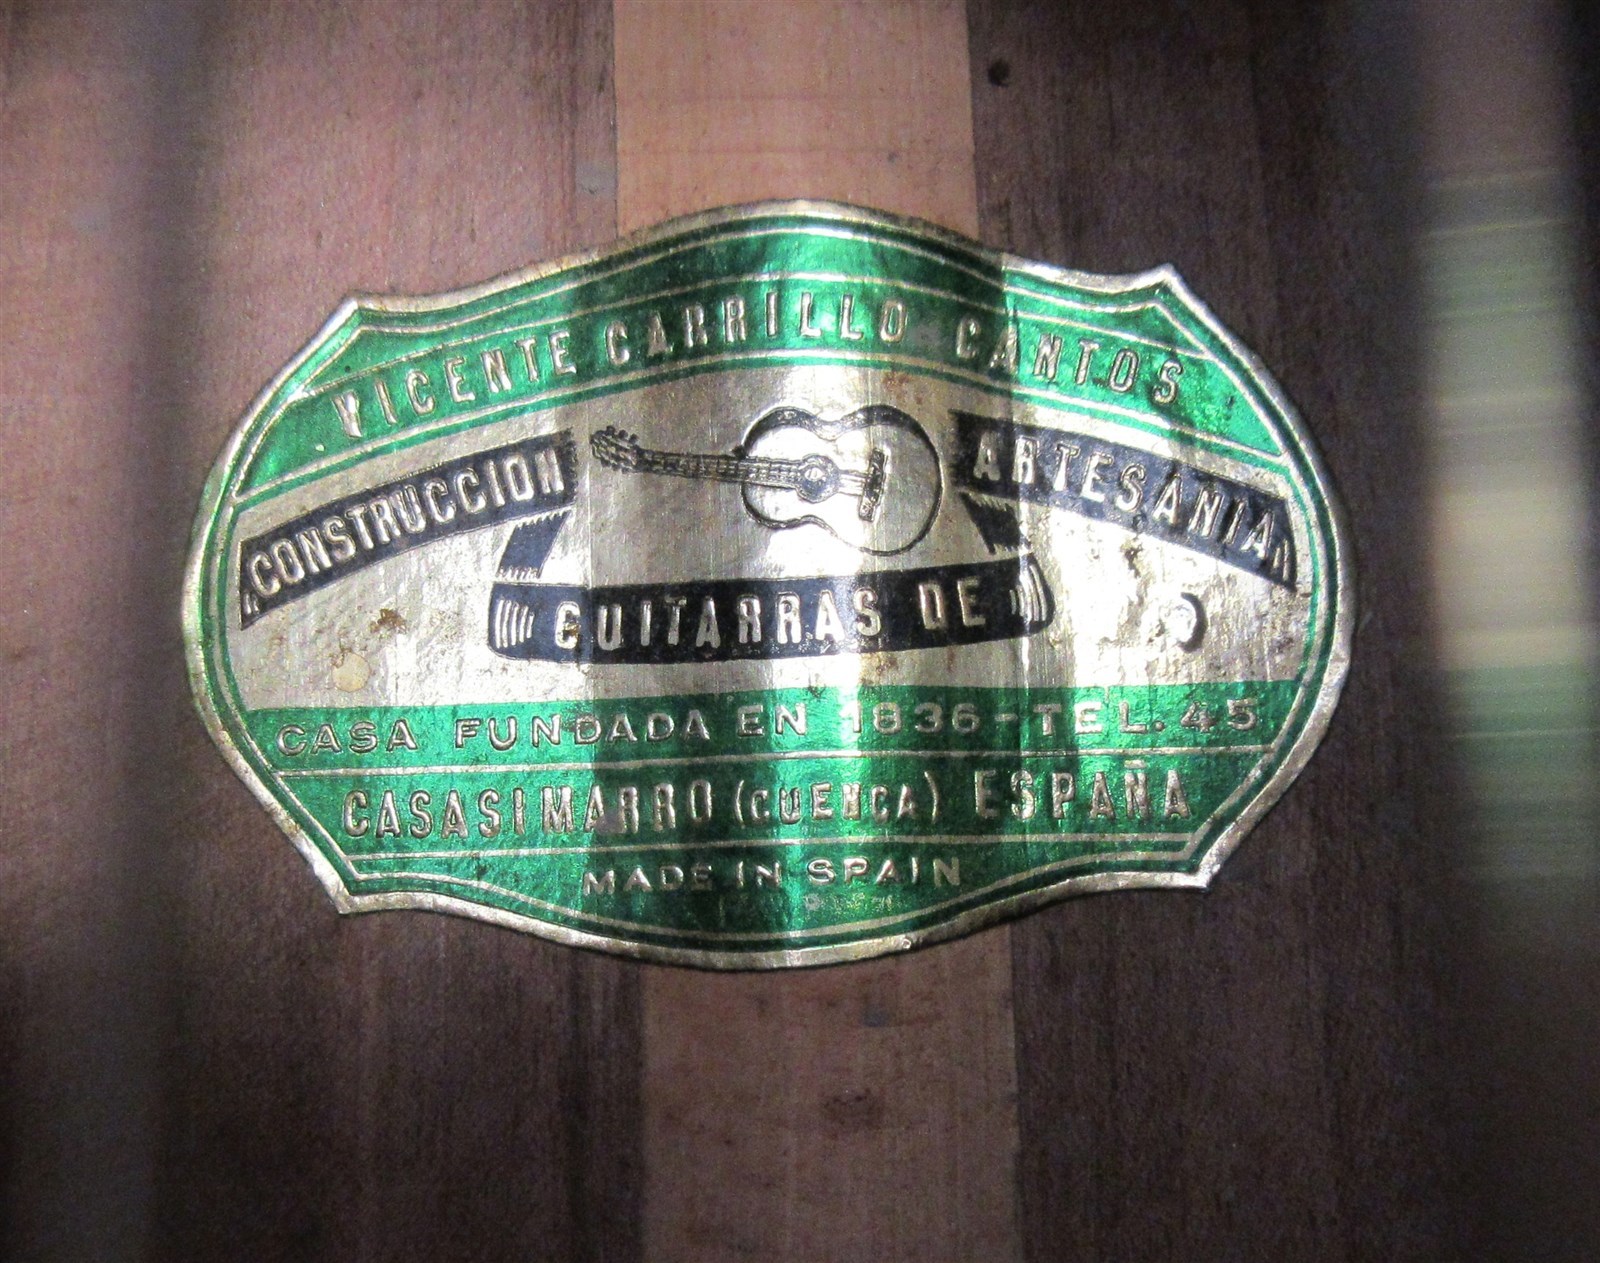 VICENTE CARRILLO CANTOS
CONSTRUCCION
GUITARRAS DE
ARTESANIA
CASA FUNDADA EN 1836-TEL. 45
CASASIMARRO (CUENCA) ESPAÑA
MADE IN SPAIN